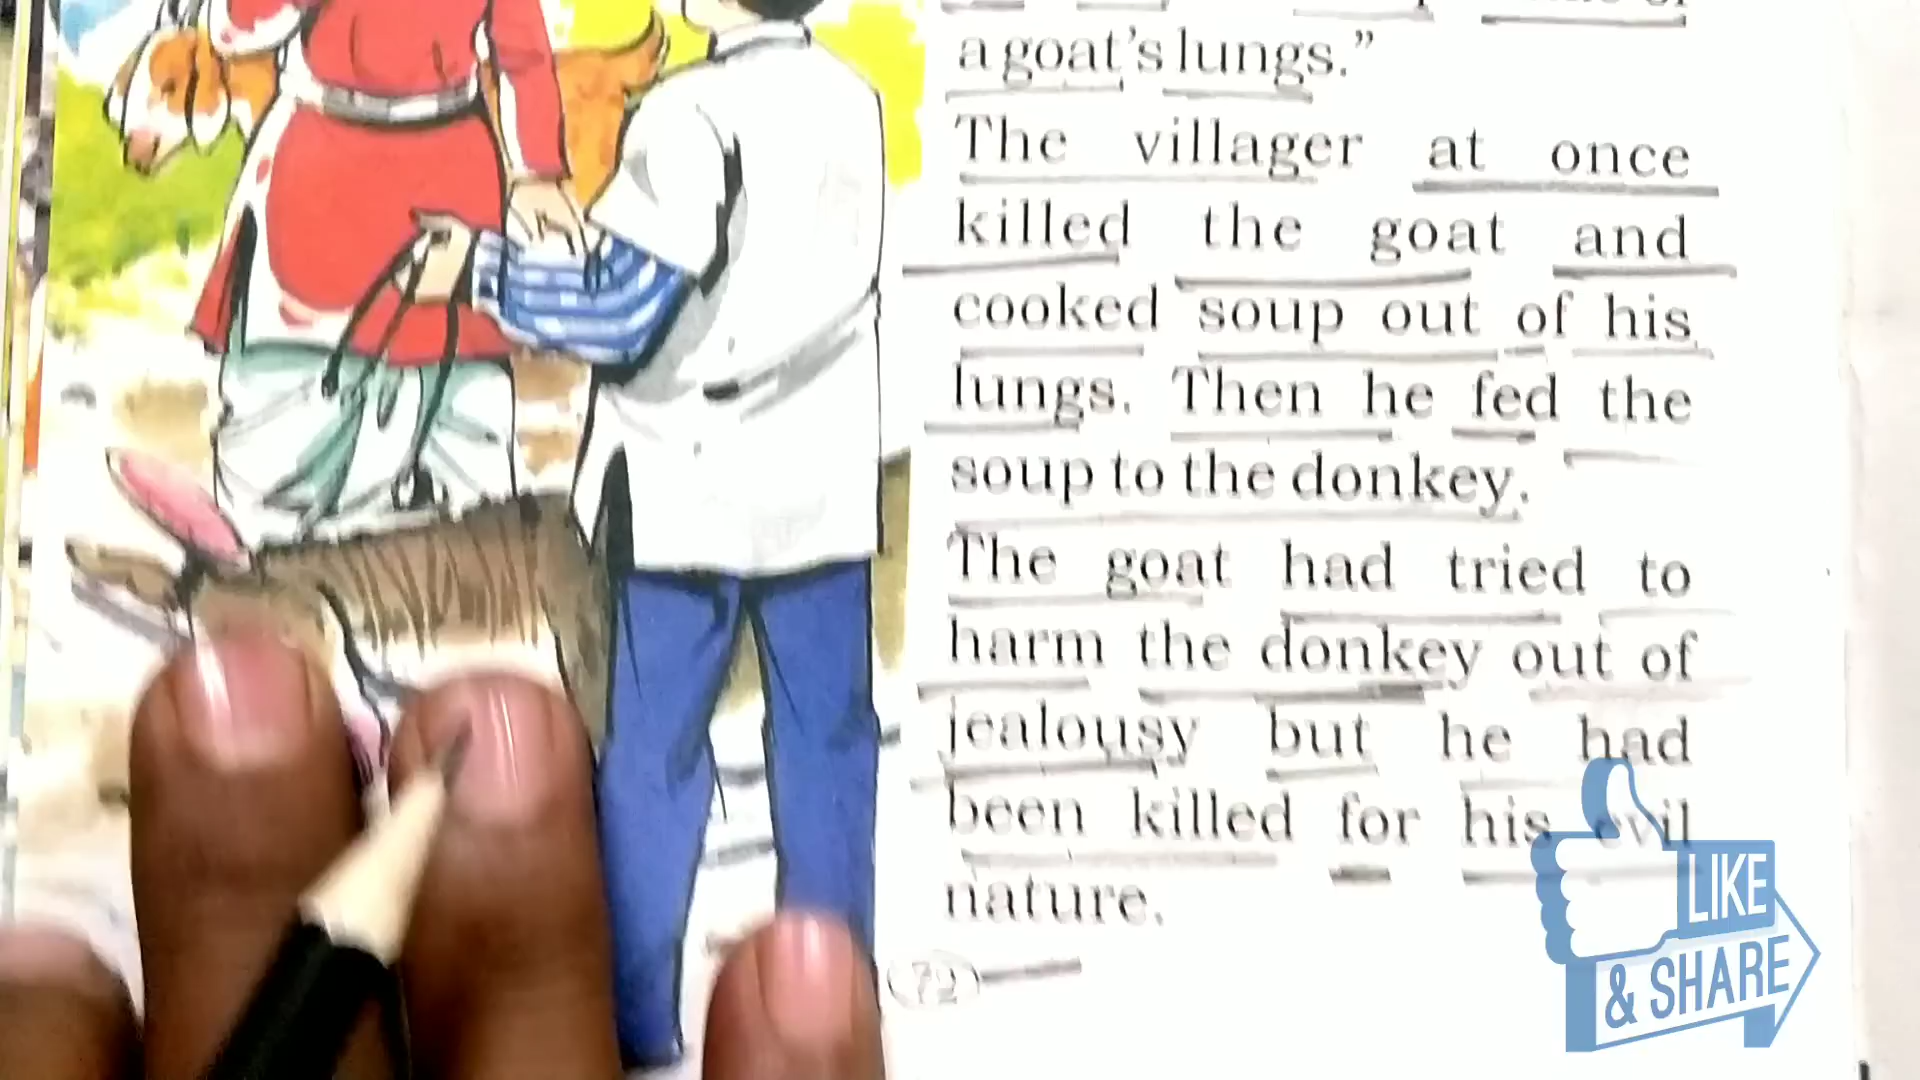 a goat's lungs.”
The villager at once
killed the goat and
cooked soup out of his
lungs. Then he fed the
soup to the donkey.
The goat had tried to
harm the donkey out of
jealousy but he had
been killed for his evil
nature.
72
LIKE
& SHARE